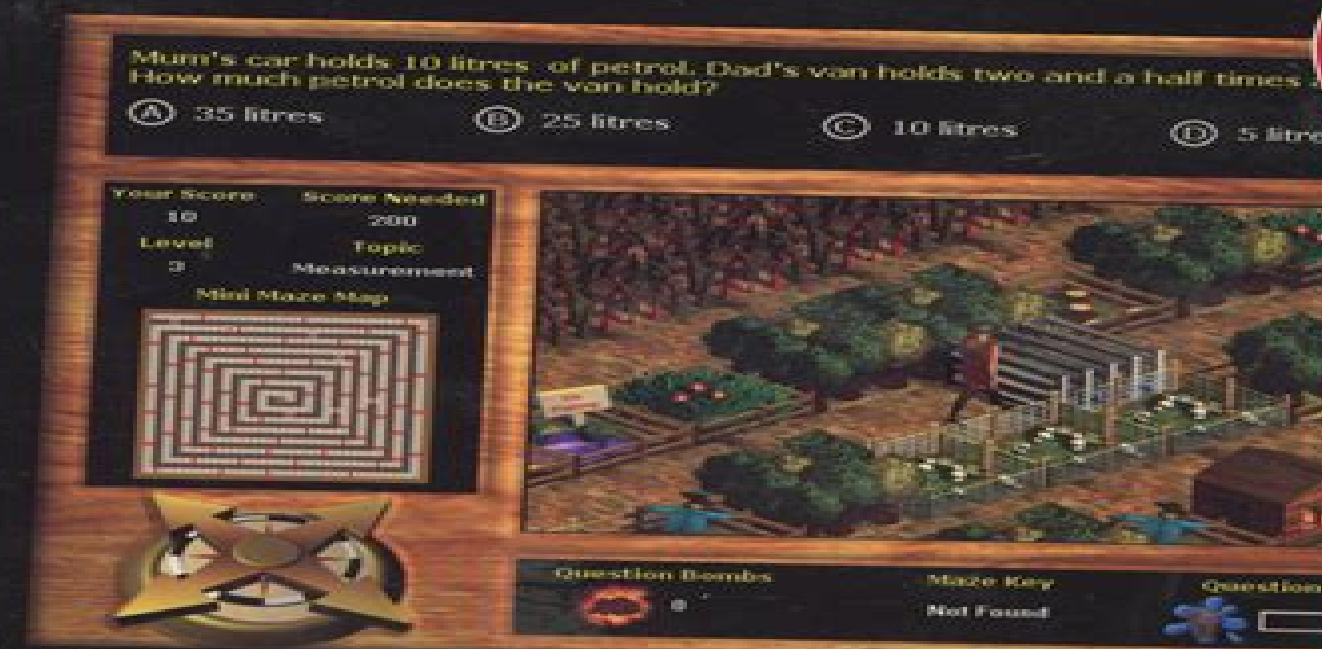 Mum's car holds 10 litres of petrol. Dad's van holds two and a half times
How much petrol does the van hold?
A 35 litres B 25 litres C 10 litres D 5
Your Score Score Needed
10 200
Level Topic
3 Measurement
Mini Maze Map
Question Bombs Maze Key Question
0 Not Found